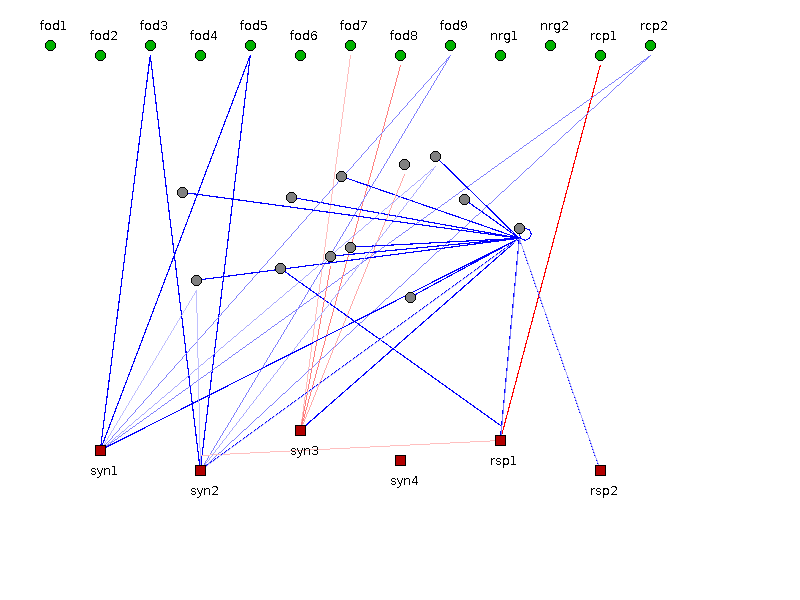 fod1 fod2 fod3 fod4 fod5 fod6 fod7 fod8 fod9 nrg1 nrg2 rcp1 rcp2
syn1 syn2 syn3 syn4 rsp1 rsp2